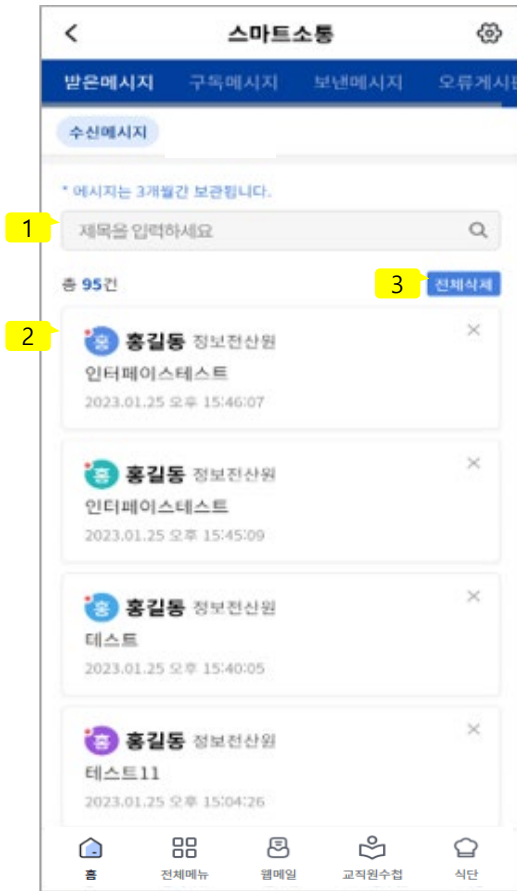 스마트소통
받은메시지 구독메시지 보낸메시지 오류게시판
수신메시지
* 메시지는 3개월간 보관됩니다.
1 제목을 입력하세요
총 95건 3 전체삭제
2
홍 홍길동 정보전산원
인터페이스테스트
2023.01.25 오후 15:46:07
홍 홍길동 정보전산원
인터페이스테스트
2023.01.25 오후 15:45:09
홍 홍길동 정보전산원
테스트
2023.01.25 오후 15:40:05
홍 홍길동 정보전산원
테스트11
2023.01.25 오후 15:04:26
홈 전체메뉴 웹메일 교직원수첩 식단